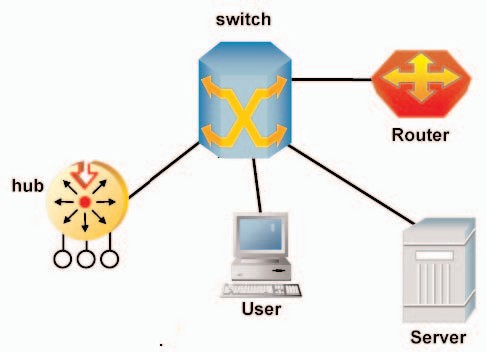 switch
Router
hub
User
Server